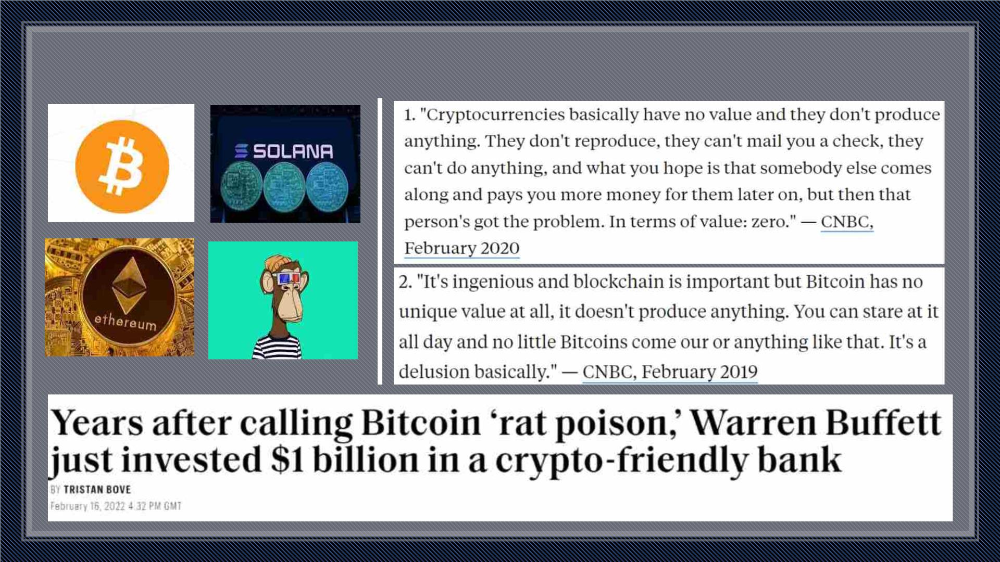 SOLANA
ethereum
1. "Cryptocurrencies basically have no value and they don't produce
anything. They don't reproduce, they can't mail you a check, they
can't do anything, and what you hope is that somebody else comes
along and pays you more money for them later on, but then that
person's got the problem. In terms of value: zero." — CNBC,
February 2020
2. "It's ingenious and blockchain is important but Bitcoin has no
unique value at all, it doesn't produce anything. You can stare at it
all day and no little Bitcoins come our or anything like that. It's a
delusion basically." — CNBC, February 2019
Years after calling Bitcoin ‘rat poison,’ Warren Buffett
just invested $1 billion in a crypto-friendly bank
BY TRISTAN BOVE
February 16, 2022 4:32 PM GMT